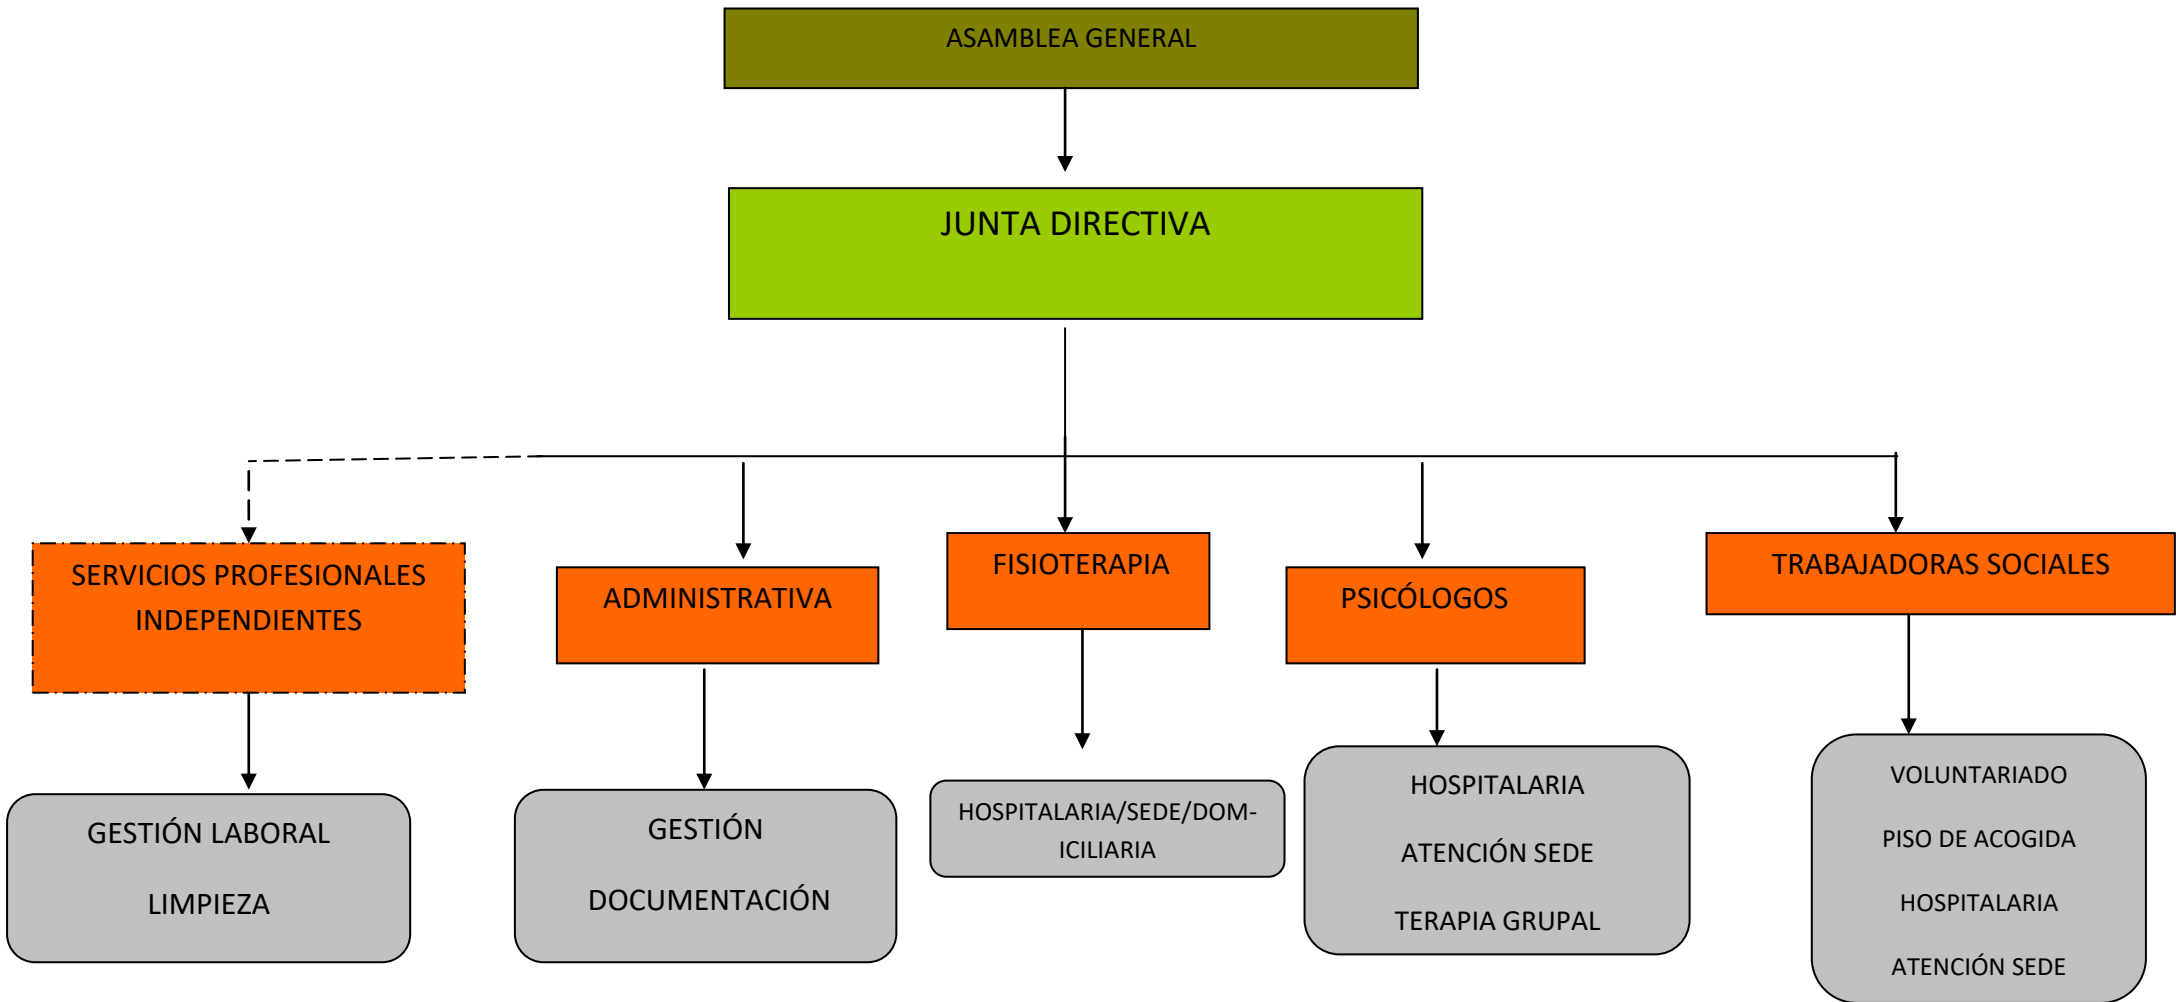 ASAMBLEA GENERAL
JUNTA DIRECTIVA
SERVICIOS PROFESIONALES
INDEPENDIENTES
ADMINISTRATIVA
FISIOTERAPIA
PSICÓLOGOS
TRABAJADORAS SOCIALES
GESTIÓN LABORAL
LIMPIEZA
GESTIÓN
DOCUMENTACIÓN
HOSPITALARIA/SEDE/DOM-
ICILIARIA
HOSPITALARIA
ATENCIÓN SEDE
TERAPIA GRUPAL
VOLUNTARIADO
PISO DE ACOGIDA
HOSPITALARIA
ATENCIÓN SEDE